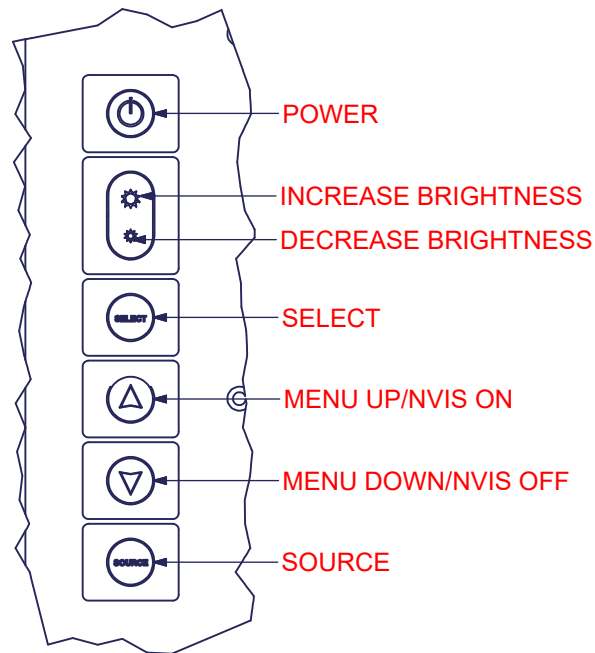 POWER
INCREASE BRIGHTNESS
DECREASE BRIGHTNESS
SELECT
SELECT
MENU UP/NVIS ON
MENU DOWN/NVIS OFF
SOURCE
SOURCE